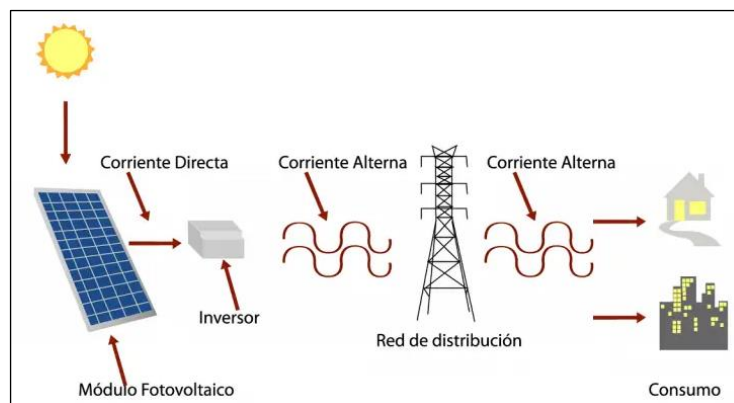 Corriente Directa
Corriente Alterna
Corriente Alterna
Inversor
Red de distribución
Módulo Fotovoltaico
Consumo